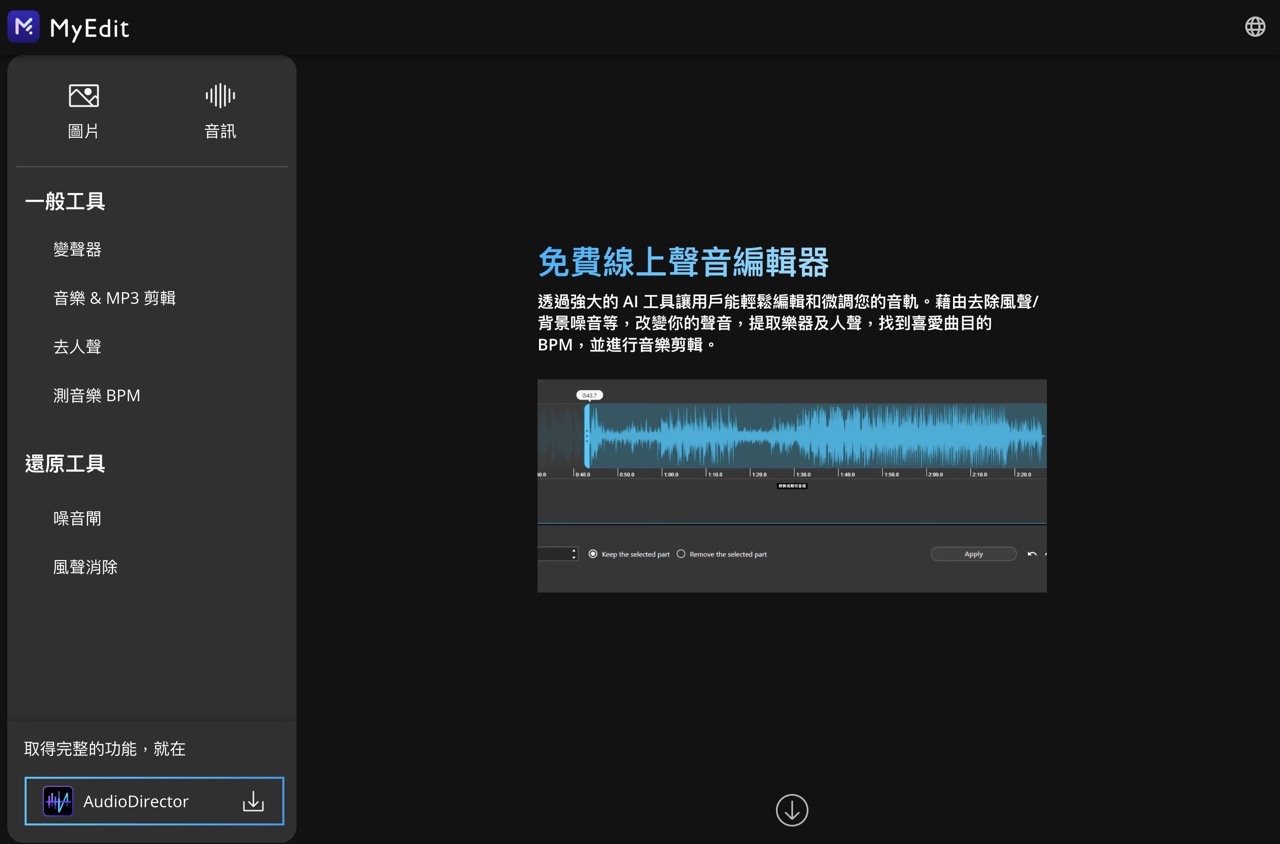 MyEdit
圖片
音訊
一般工具
變聲器
音樂 & MP3 剪輯
去人聲
測音樂 BPM
還原工具
噪音閘
風聲消除
取得完整的功能，就在
AudioDirector
免費線上聲音編輯器
透過強大的 AI 工具讓用戶能輕鬆編輯和微調您的音軌。藉由去除風聲/
背景噪音等，改變你的聲音，提取樂器及人聲，找到喜愛曲目的
BPM，並進行音樂剪輯。
0:43.7
0:40.0 0:50.0 1:00.0 1:10.0 1:20.0 1:30.0 1:40.0 1:50.0 2:00.0 2:10.0 2:20.0
Keep the selected part Remove the selected part Apply